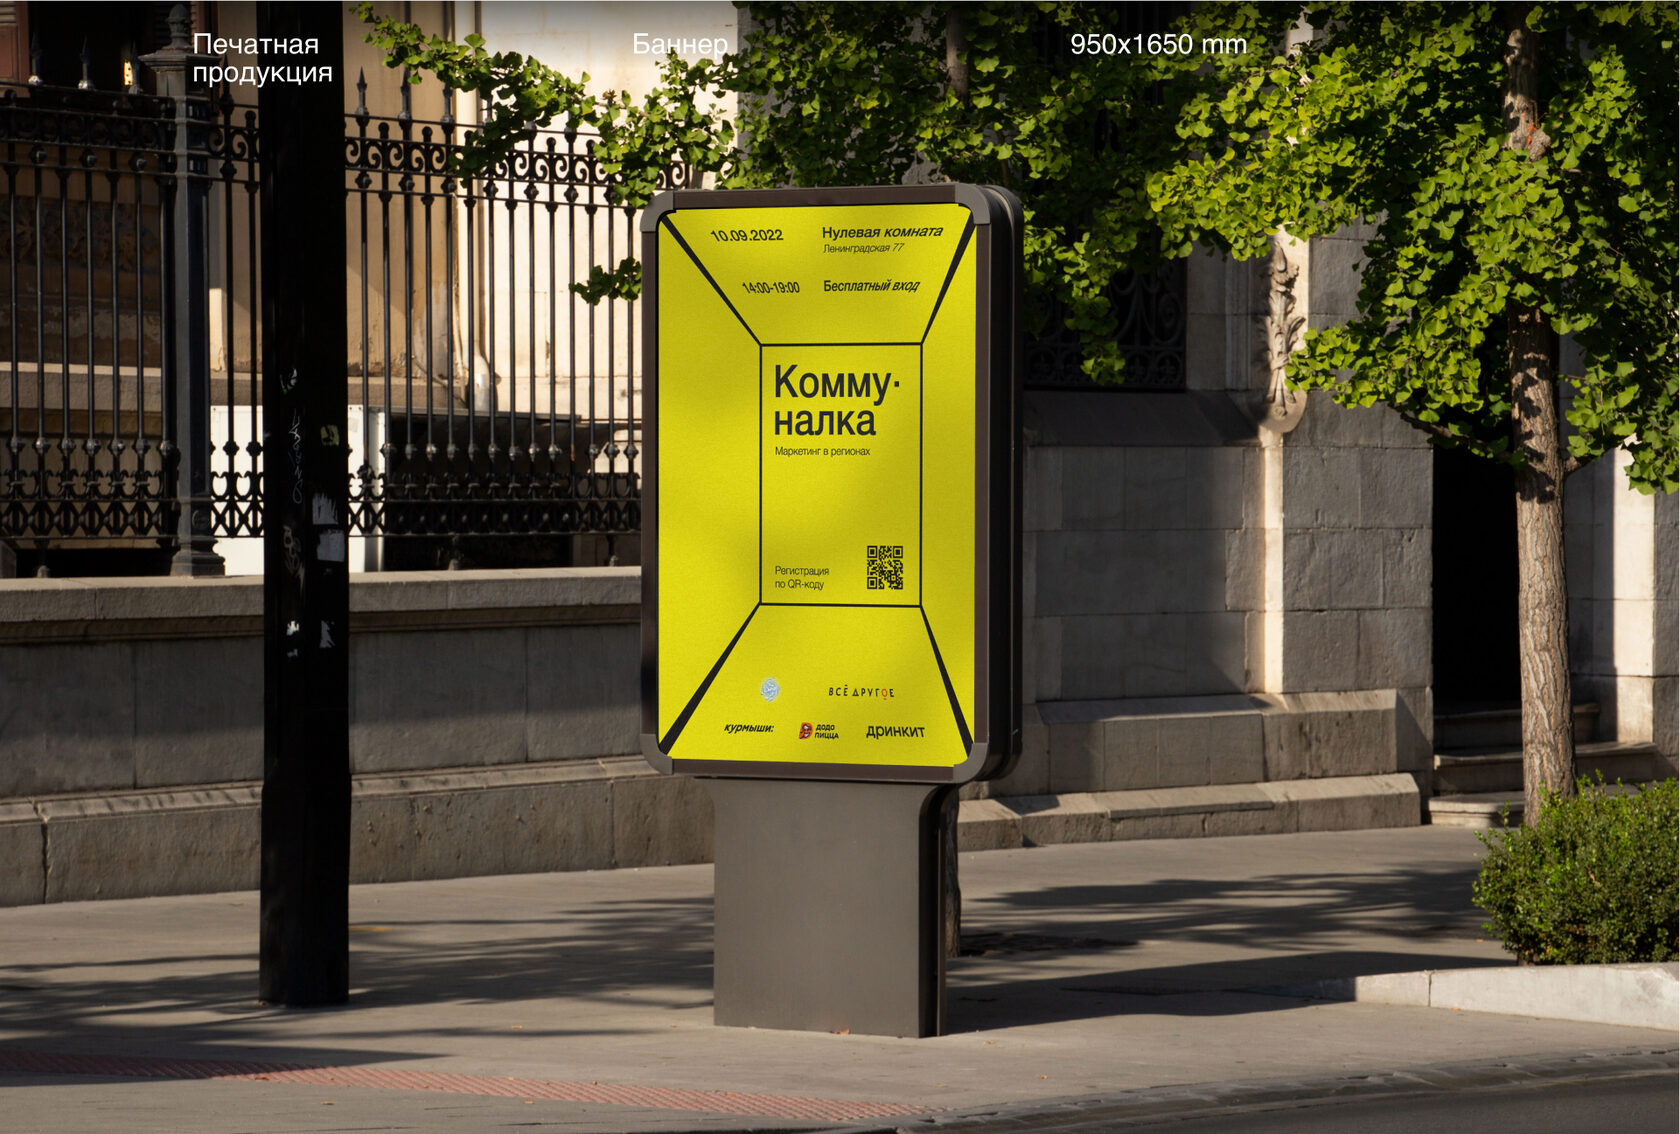 Печатная
продукция
Баннер
950x1650 mm
10.09.2022
Нулевая комната
Ленинградская 77
14:00-19:00
Бесплатный вход
Комму·
налка
Маркетинг в регионах
Регистрация
по QR-коду
ВСЁ ДРУГОЕ
курмыши:
ДОДО
ПИЦЦА
дринкит